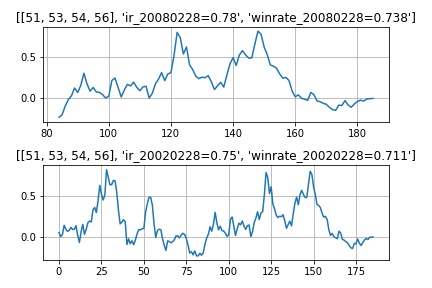 [[51, 53, 54, 56], 'ir_20080228=0.78', 'winrate_20080228=0.738']
0.5
0.0
80 100 120 140 160 180
[[51, 53, 54, 56], 'ir_20020228=0.75', 'winrate_20020228=0.711']
0.5
0.0
0 25 50 75 100 125 150 175